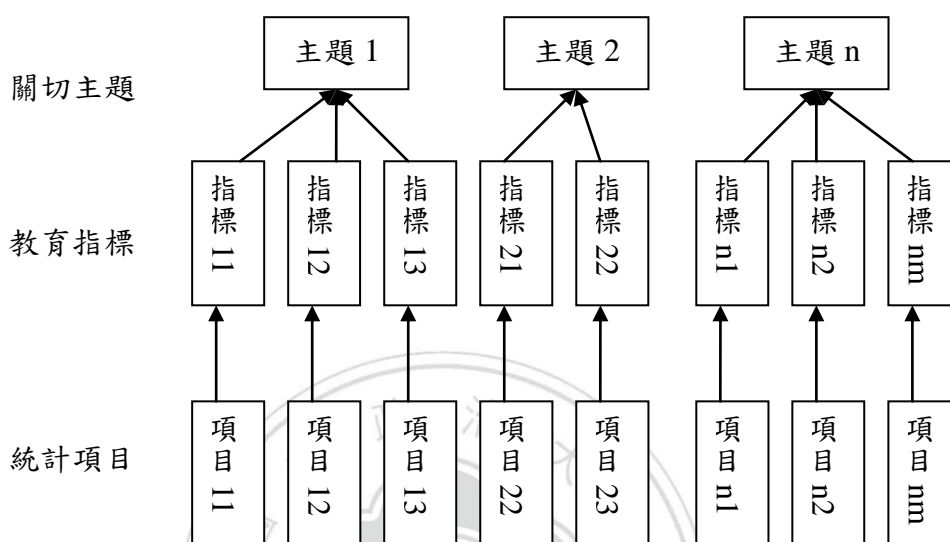 主題 1
主題 2
主題 n
關切主題
指標 11
指標 12
指標 13
指標 21
指標 22
指標 n1
指標 n2
指標 nm
教育指標
項目 11
項目 12
項目 13
項目 22
項目 23
項目 n1
項目 n2
項目 nm
統計項目
政
治
大